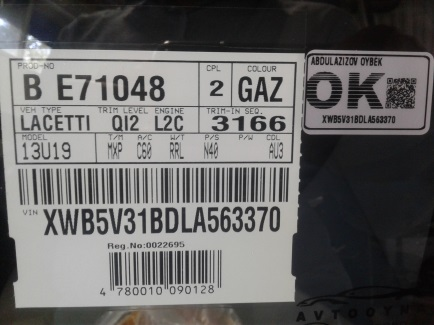 PROD-NO CPL COLOUR
B E71048 2 GAZ
VEH TYPE TRIM LEVEL ENGINE TRIM-IN SEQ.
LACETTI QI2 L2C 3166
MODEL T/M A/C W/T P/S P/W COL
13U19 MXP C60 RRL N40 AU3
VIN XWB5V31BDLA563370
Reg.No:0022695
4 780010 090128
ABDULAZIZOV OYBEK
OK
XWB5V31BDLA563370